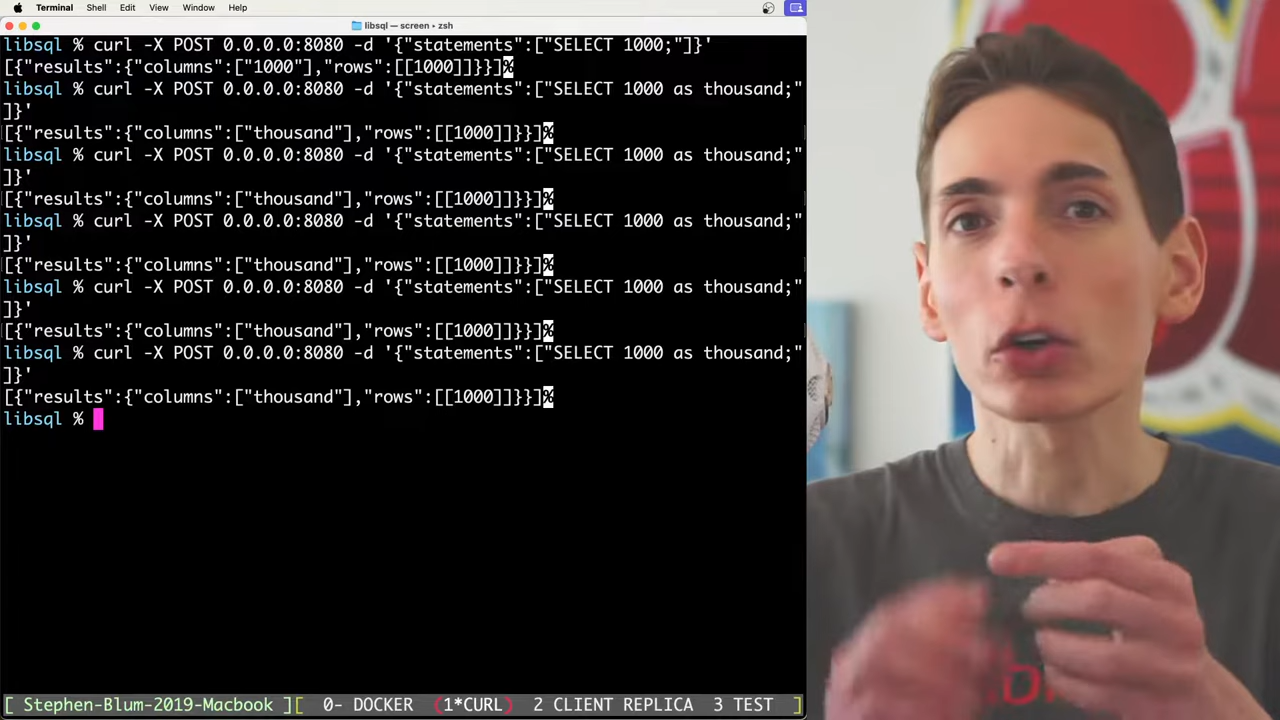 Terminal Shell Edit View Window Help
libsql — screen • zsh
libsql % curl -X POST 0.0.0.0:8080 -d '{"statements":["SELECT 1000;"]}'
[{"results":{"columns":["1000"],"rows":[[1000]]}}]%
libsql % curl -X POST 0.0.0.0:8080 -d '{"statements":["SELECT 1000 as thousand;"
]}'
[{"results":{"columns":["thousand"],"rows":[[1000]]}}]%
libsql % curl -X POST 0.0.0.0:8080 -d '{"statements":["SELECT 1000 as thousand;"
]}'
[{"results":{"columns":["thousand"],"rows":[[1000]]}}]%
libsql % curl -X POST 0.0.0.0:8080 -d '{"statements":["SELECT 1000 as thousand;"
]}'
[{"results":{"columns":["thousand"],"rows":[[1000]]}}]%
libsql % curl -X POST 0.0.0.0:8080 -d '{"statements":["SELECT 1000 as thousand;"
]}'
[{"results":{"columns":["thousand"],"rows":[[1000]]}}]%
libsql % curl -X POST 0.0.0.0:8080 -d '{"statements":["SELECT 1000 as thousand;"
]}'
[{"results":{"columns":["thousand"],"rows":[[1000]]}}]%
libsql %
[ Stephen-Blum-2019-Macbook ][ 0- DOCKER (1*CURL) 2 CLIENT REPLICA 3 TEST ]